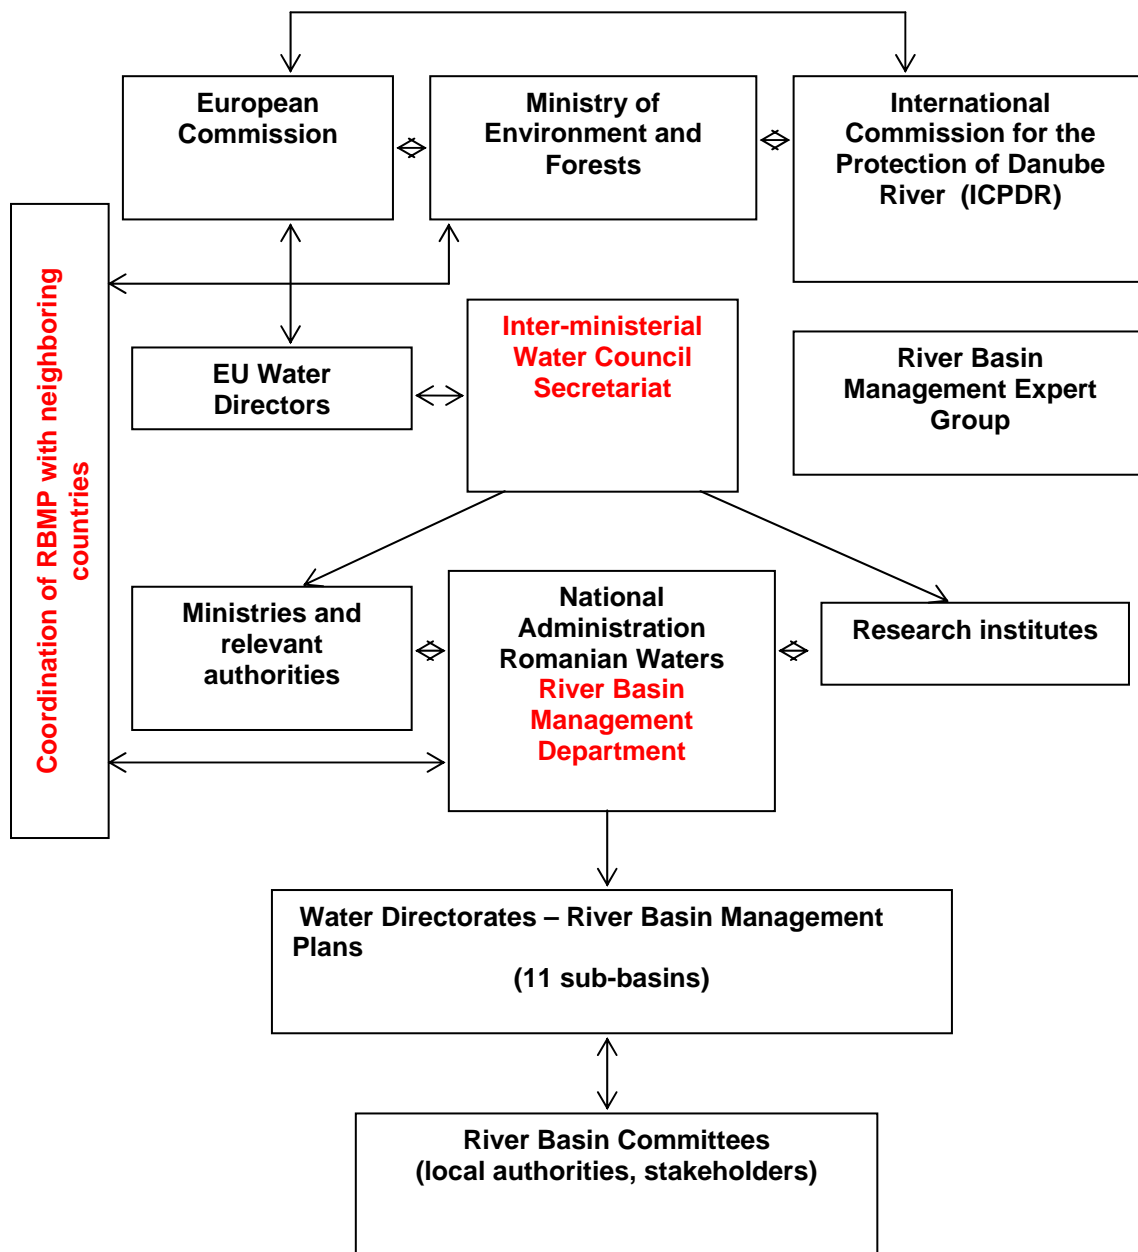 European
Commission
Ministry of
Environment and
Forests
International
Commission for the
Protection of Danube
River (ICPDR)
Coordination of RBMP with neighboring
countries
EU Water
Directors
Inter-ministerial
Water Council
Secretariat
River Basin
Management Expert
Group
Ministries and
relevant
authorities
National
Administration
Romanian Waters
River Basin
Management
Department
Research institutes
Water Directorates – River Basin Management
Plans
(11 sub-basins)
River Basin Committees
(local authorities, stakeholders)